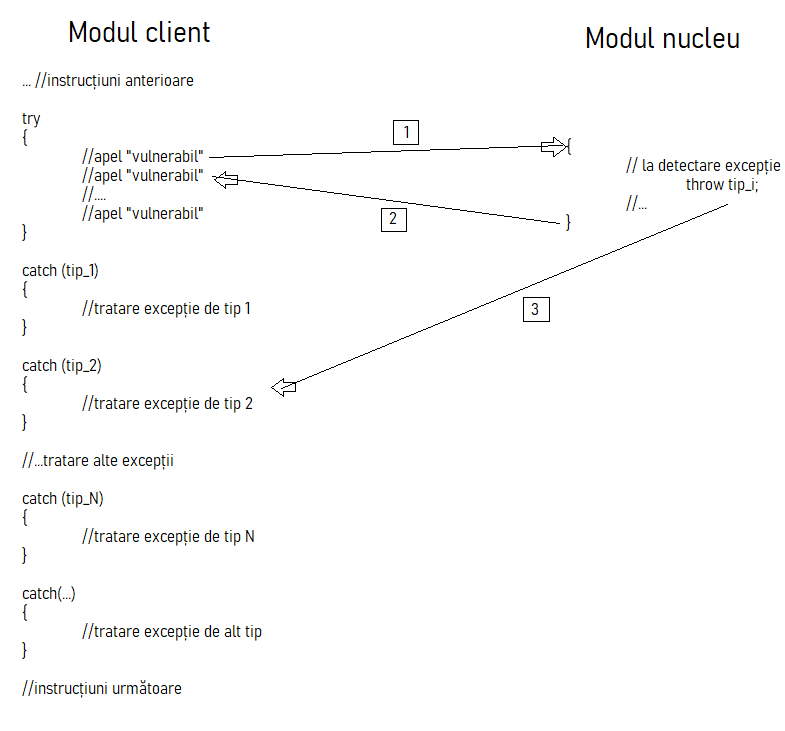 Modul client
Modul nucleu
... //instrucțiuni anterioare
try
{
//apel "vulnerabil"
//apel "vulnerabil"
//....
//apel "vulnerabil"
}
1
{
// la detectare excepție
throw tip_i;
//...
}
2
3
catch (tip_1)
{
//tratare excepție de tip 1
}
catch (tip_2)
{
//tratare excepție de tip 2
}
//...tratare alte excepții
catch (tip_N)
{
//tratare excepție de tip N
}
catch(...)
{
//tratare excepție de alt tip
}
//instrucțiuni următoare